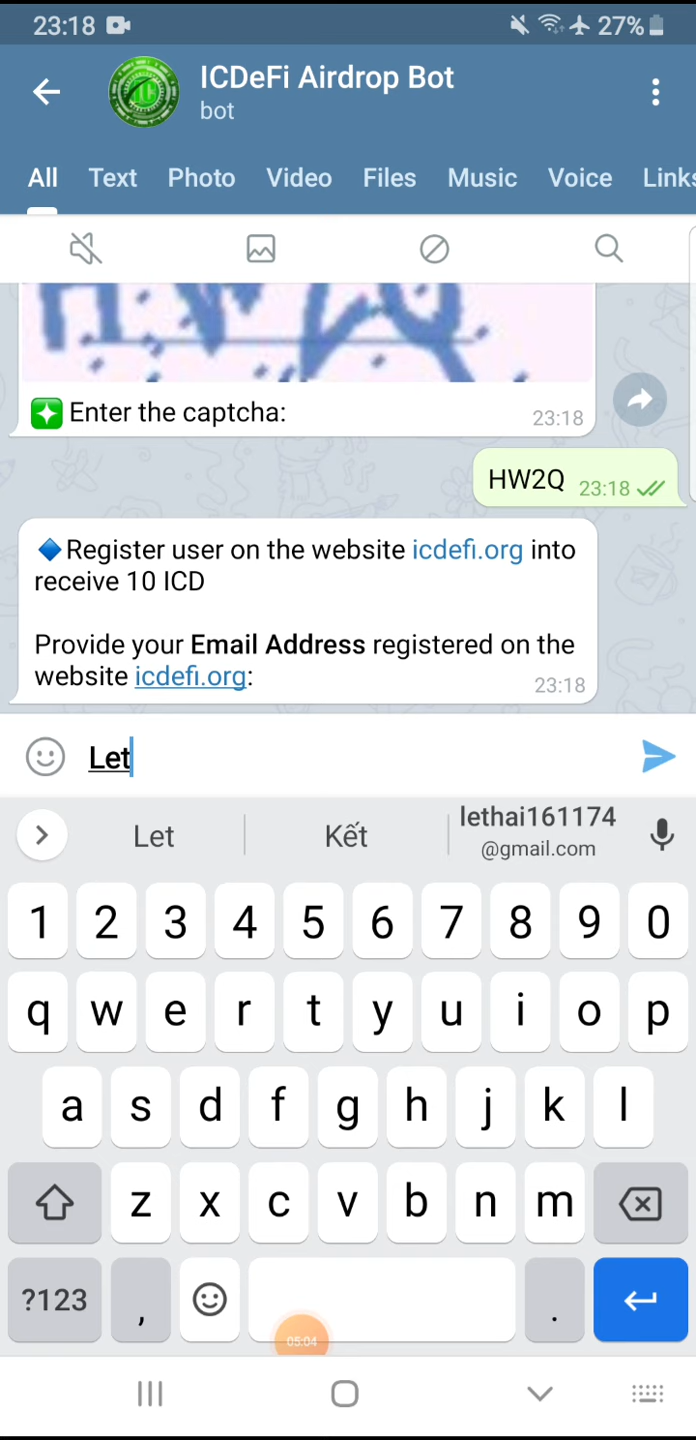 23:18
27%
ICDeFi Airdrop Bot
bot
All Text Photo Video Files Music Voice Links
HW2Q
Enter the captcha:
23:18
HW2Q 23:18
Register user on the website icdefi.org into
receive 10 ICD
Provide your Email Address registered on the
website icdefi.org:
23:18
Let
Let Kết lethai161174
@gmail.com
1 2 3 4 5 6 7 8 9 0
q w e r t y u i o p
a s d f g h j k l
z x c v b n m
?123 , .
05:04